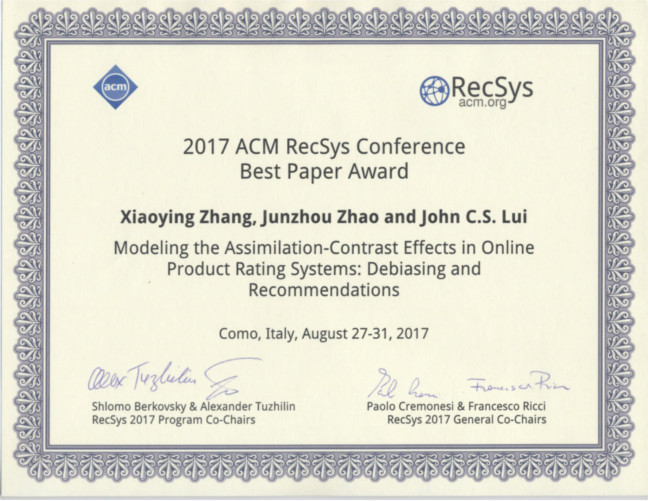 acm
RecSys
acm.org
2017 ACM RecSys Conference
Best Paper Award
Xiaoying Zhang, Junzhou Zhao and John C.S. Lui
Modeling the Assimilation-Contrast Effects in Online
Product Rating Systems: Debiasing and
Recommendations
Como, Italy, August 27-31, 2017
Alex Tuzhilin
Shlomo Berkovsky & Alexander Tuzhilin
RecSys 2017 Program Co-Chairs
Francesco Ricci
Paolo Cremonesi & Francesco Ricci
RecSys 2017 General Co-Chairs